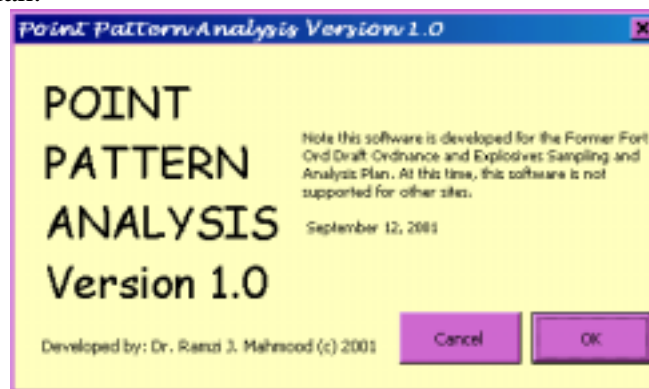 Point Pattern Analysis Version 1.0
POINT
PATTERN
ANALYSIS
Version 1.0
Note this software is developed for the Former Fort
Ord Draft Ordnance and Explosives Sampling and
Analysis Plan. At this time, this software is not
supported for other sites.
September 12, 2001
Developed by: Dr. Ramzi J. Mahmood (c) 2001
Cancel
OK